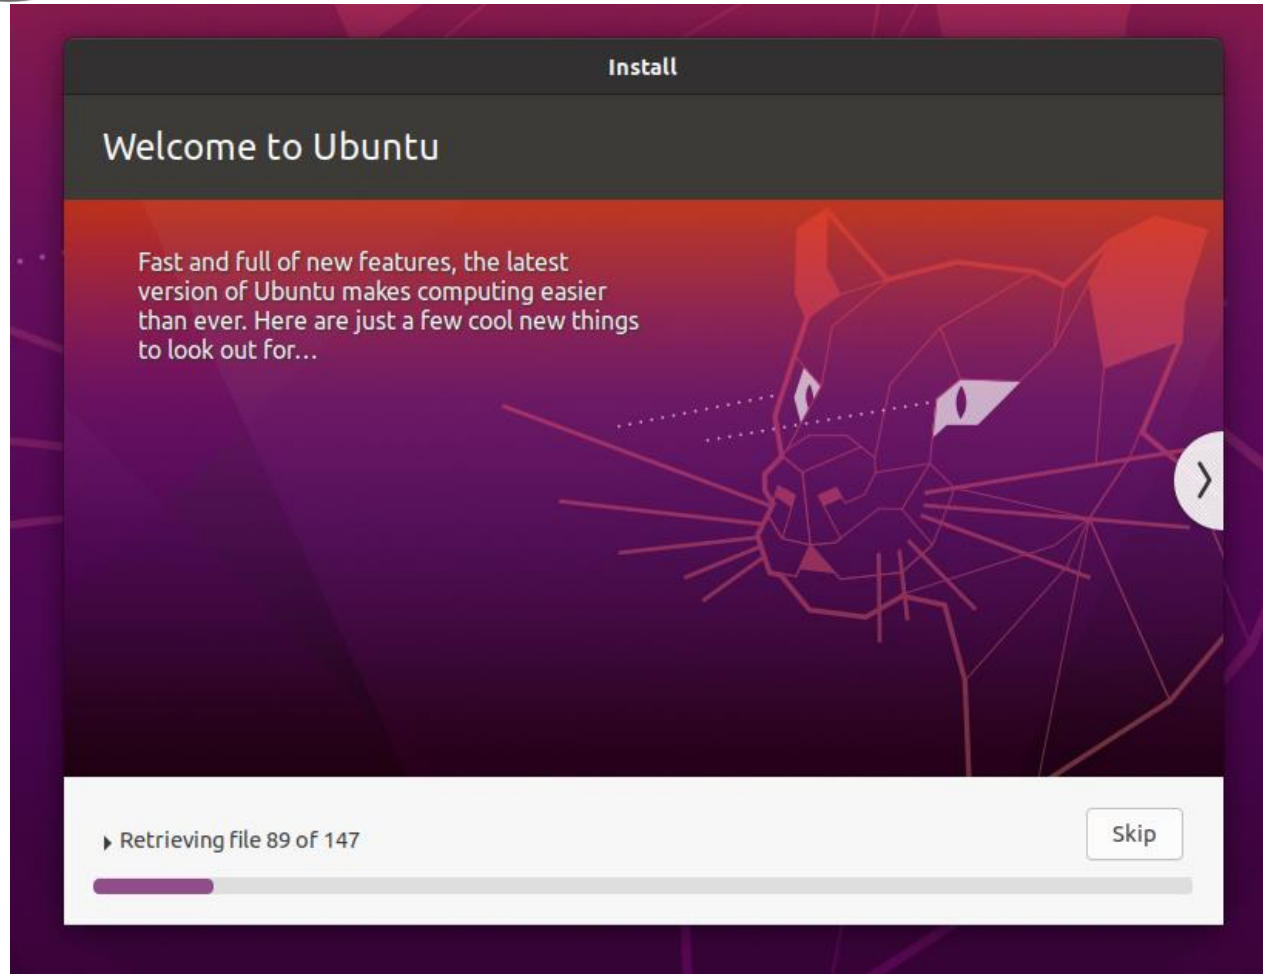 Install
Welcome to Ubuntu
Fast and full of new features, the latest
version of Ubuntu makes computing easier
than ever. Here are just a few cool new things
to look out for...
Retrieving file 89 of 147
Skip